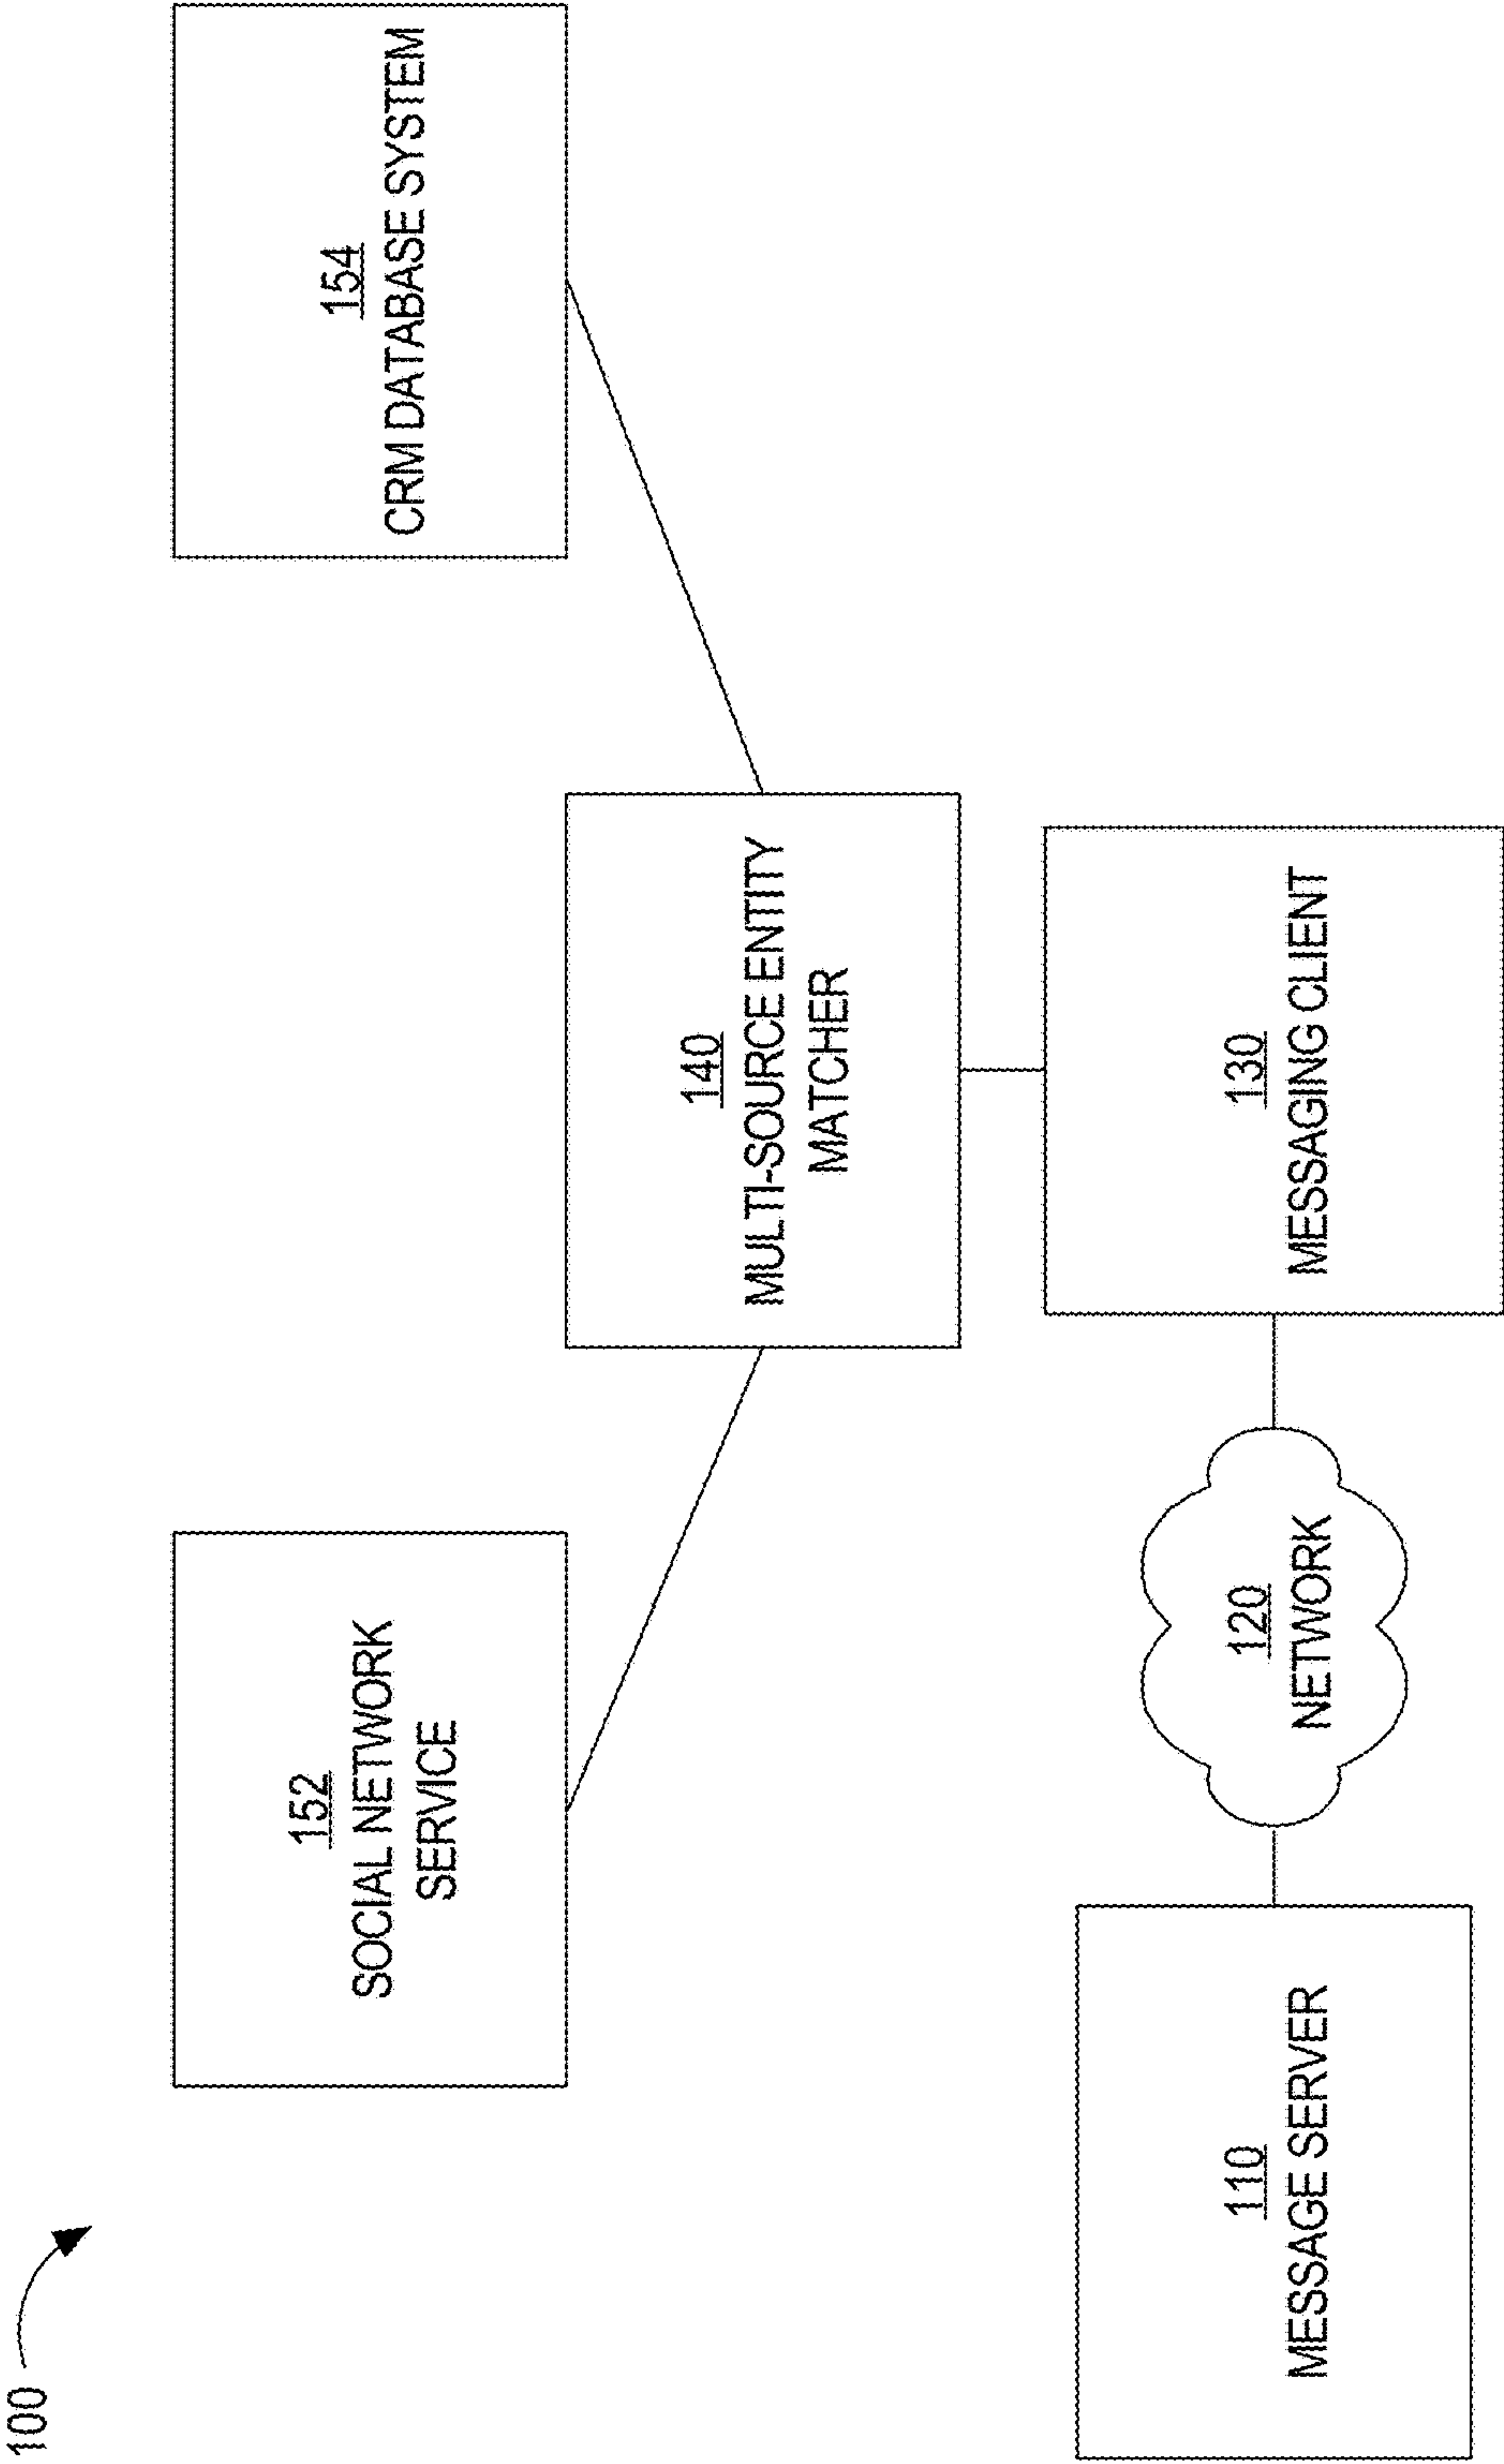 100
152
SOCIAL NETWORK
SERVICE
154
CRM DATABASE SYSTEM
140
MULTI-SOURCE ENTITY
MATCHER
110
MESSAGE SERVER
120
NETWORK
130
MESSAGING CLIENT